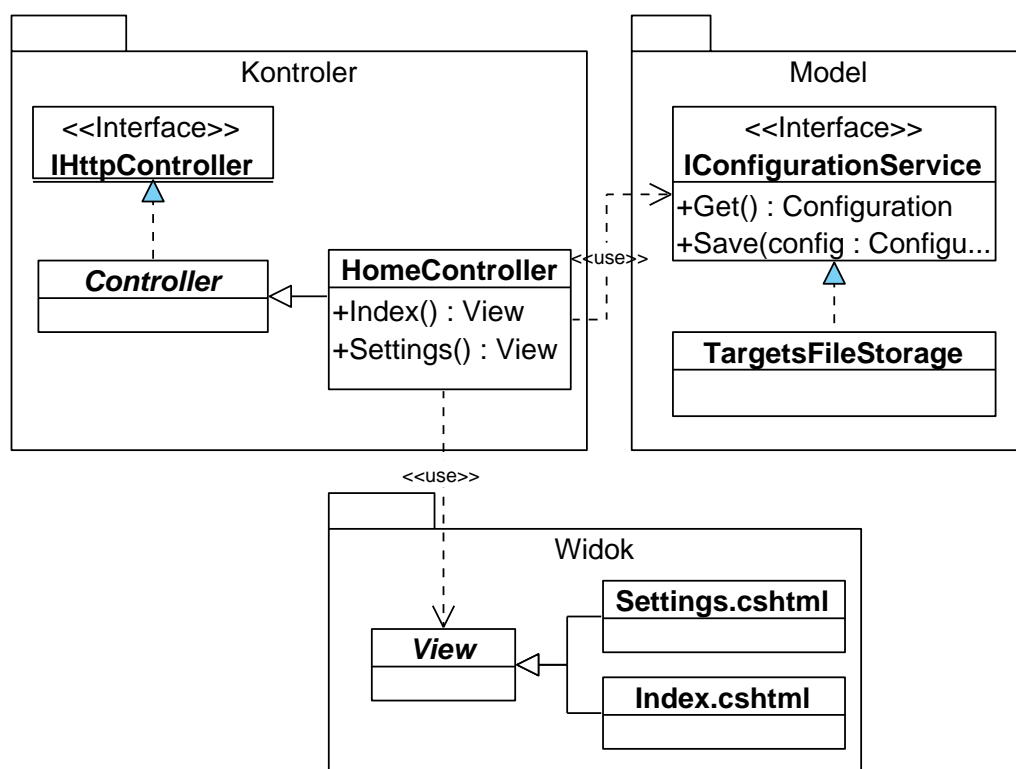 Kontroler
<<Interface>>
IHttpController
Controller
HomeController
+Index() : View
+Settings() : View
<<use>>
Model
<<Interface>>
IConfigurationService
+Get() : Configuration
+Save(config : Configu...
TargetsFileStorage
<<use>>
Widok
View
Settings.cshtml
Index.cshtml